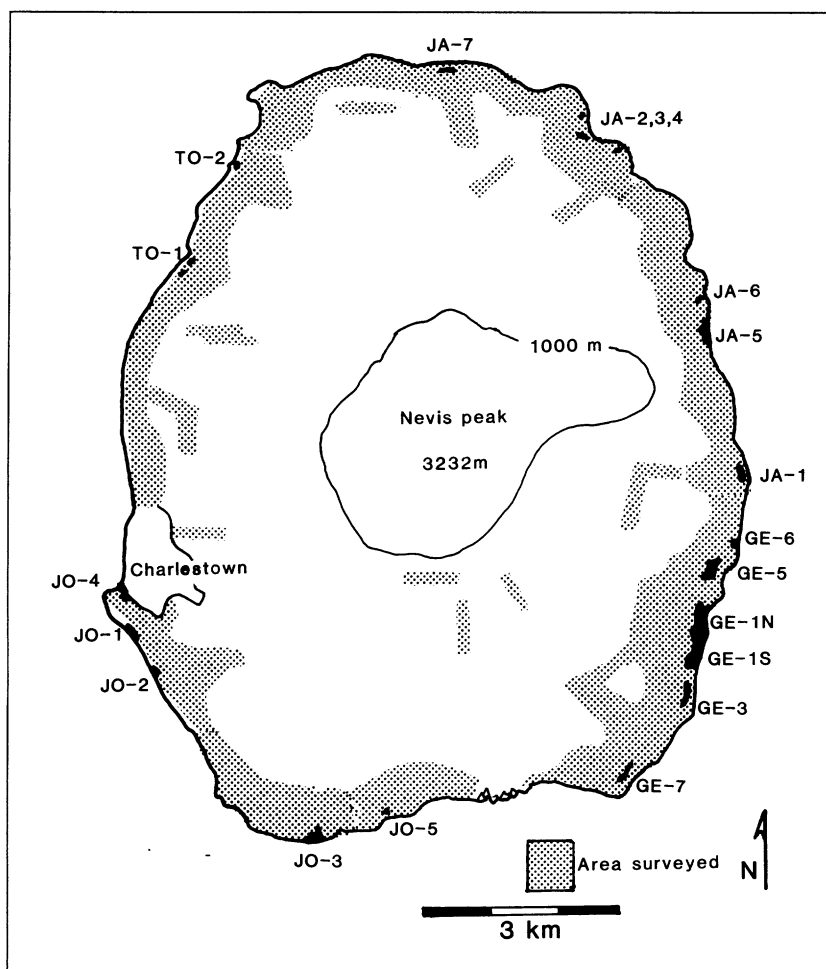 JA-7
JA-2,3,4
TO-2
TO-1
JA-6
JA-5
1000 m
Nevis peak
3232m
JA-1
GE-6
GE-5
Charlestown
JO-4
GE-1N
JO-1
GE-1S
JO-2
GE-3
GE-7
JO-5
JO-3
Area surveyed
N
3 km